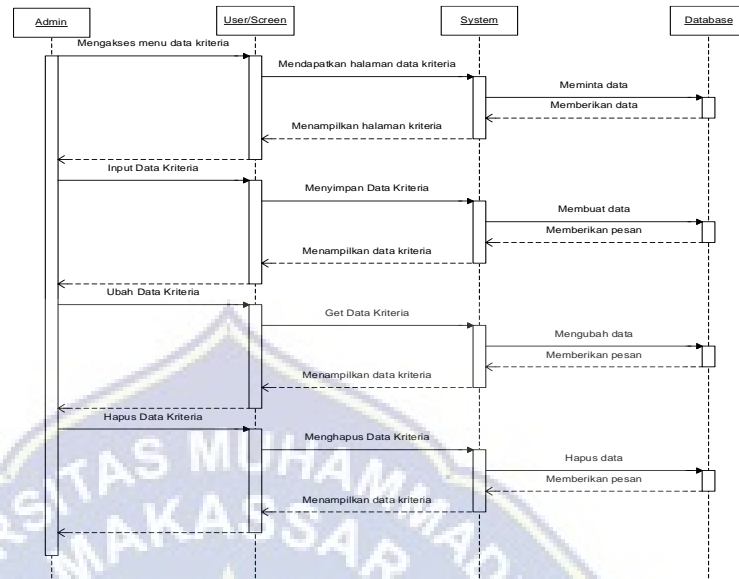 Admin
User/Screen
System
Database
Mengakses menu data kriteria
Mendapatkan halaman data kriteria
Meminta data
Memberikan data
Menampilkan halaman kriteria
Input Data Kriteria
Menyimpan Data Kriteria
Membuat data
Memberikan pesan
Menampilkan data kriteria
Ubah Data Kriteria
Get Data Kriteria
Mengubah data
Memberikan pesan
Menampilkan data kriteria
Hapus Data Kriteria
Menghapus Data Kriteria
Hapus data
Memberikan pesan
Menampilkan data kriteria
RSITAS MUHAMMAD
MAKASSAR